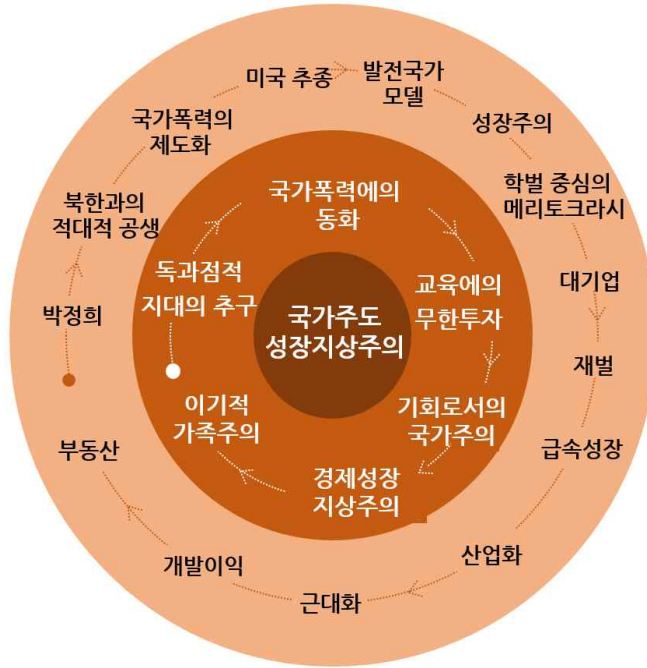 미국 추종
발전국가
모델
성장주의
학벌 중심의
메리토크라시
대기업
재벌
급속성장
산업화
근대화
개발이익
부동산
박정희
북한과의
적대적 공생
국가폭력의
제도화
국가폭력에의
동화
교육에의
무한투자
기회로서의
국가주의
경제성장
지상주의
이기적
가족주의
독과점적
지대의 추구
국가주도
성장지상주의